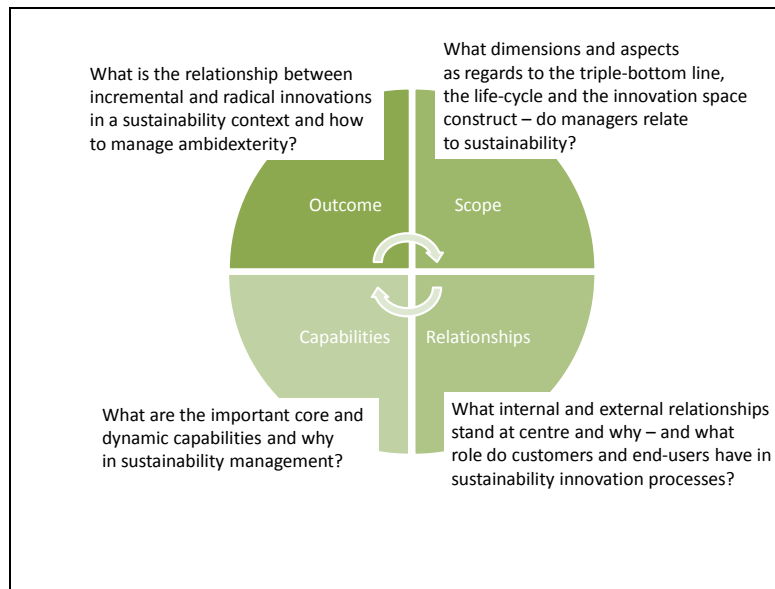 What is the relationship between
incremental and radical innovations
in a sustainability context and how
to manage ambidexterity?
What dimensions and aspects
as regards to the triple-bottom line,
the life-cycle and the innovation space
construct – do managers relate
to sustainability?
Outcome
Scope
Capabilities
Relationships
What are the important core and
dynamic capabilities and why
in sustainability management?
What internal and external relationships
stand at centre and why – and what
role do customers and end-users have in
sustainability innovation processes?